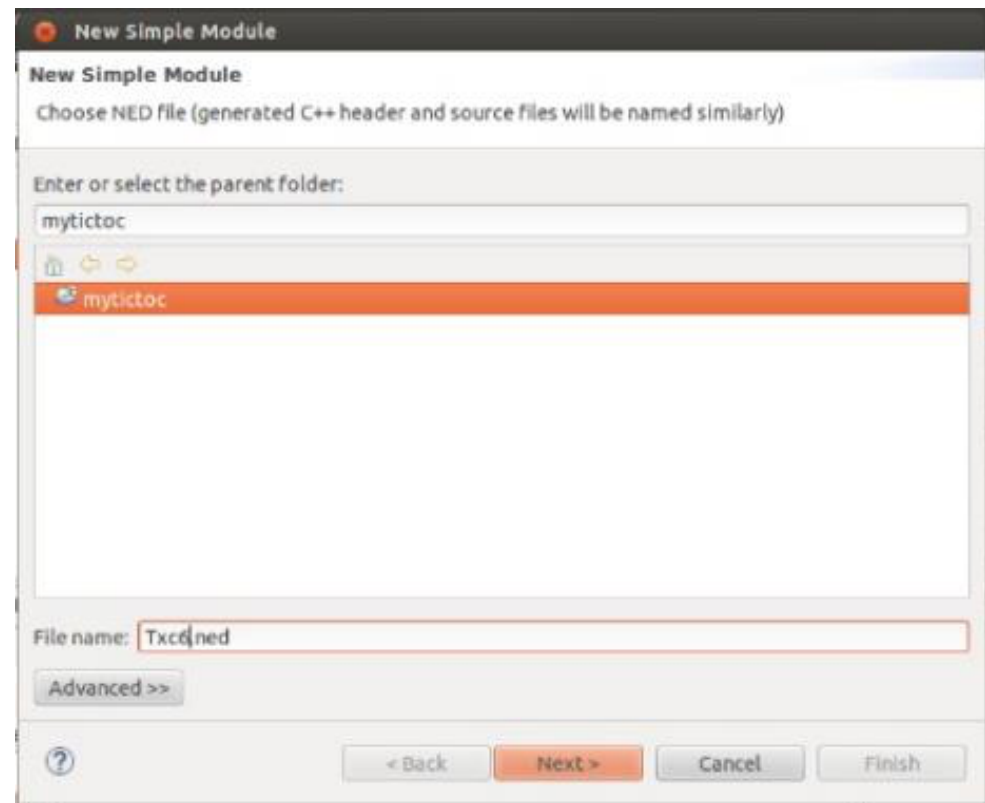 New Simple Module
New Simple Module
Choose NED file (generated C++ header and source files will be named similarly)
Enter or select the parent folder:
mytictoc
mytictoc
File name: Txc6.ned
Advanced >>
? < Back Next > Cancel Finish